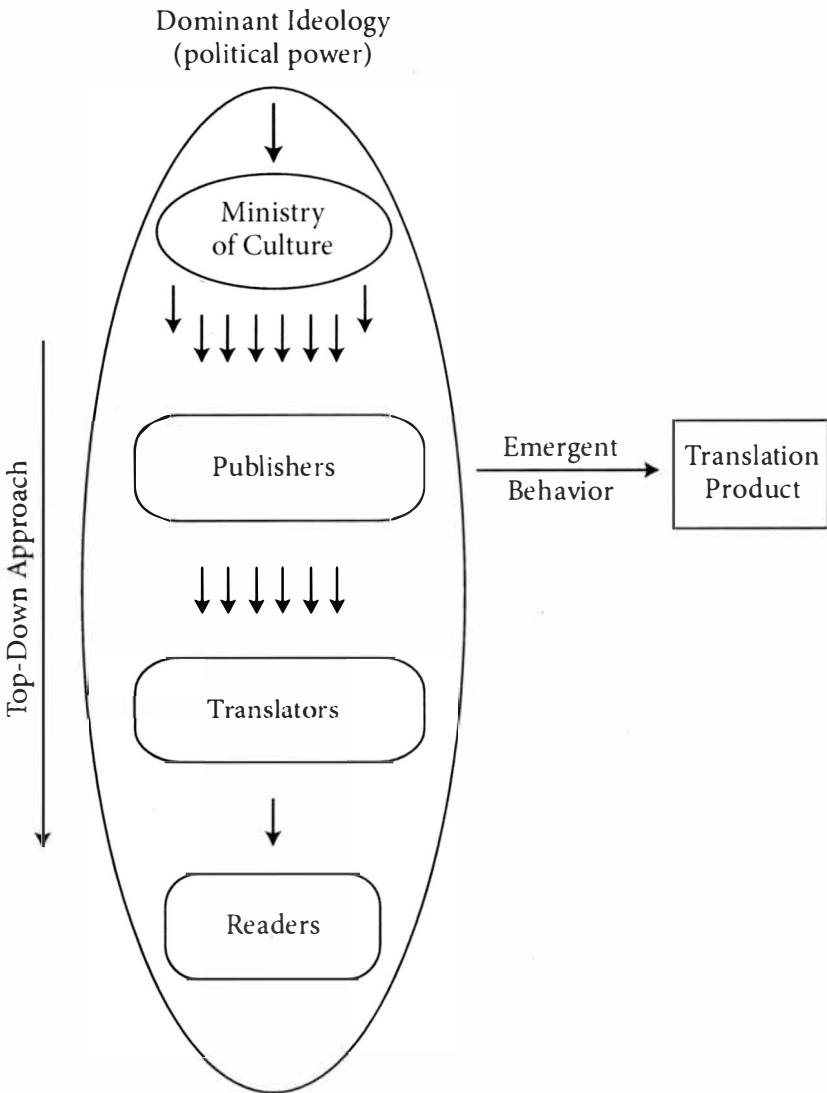 Dominant Ideology
(political power)
Ministry
of Culture
Top-Down Approach
Publishers
Emergent
Behavior
Translation
Product
Translators
Readers